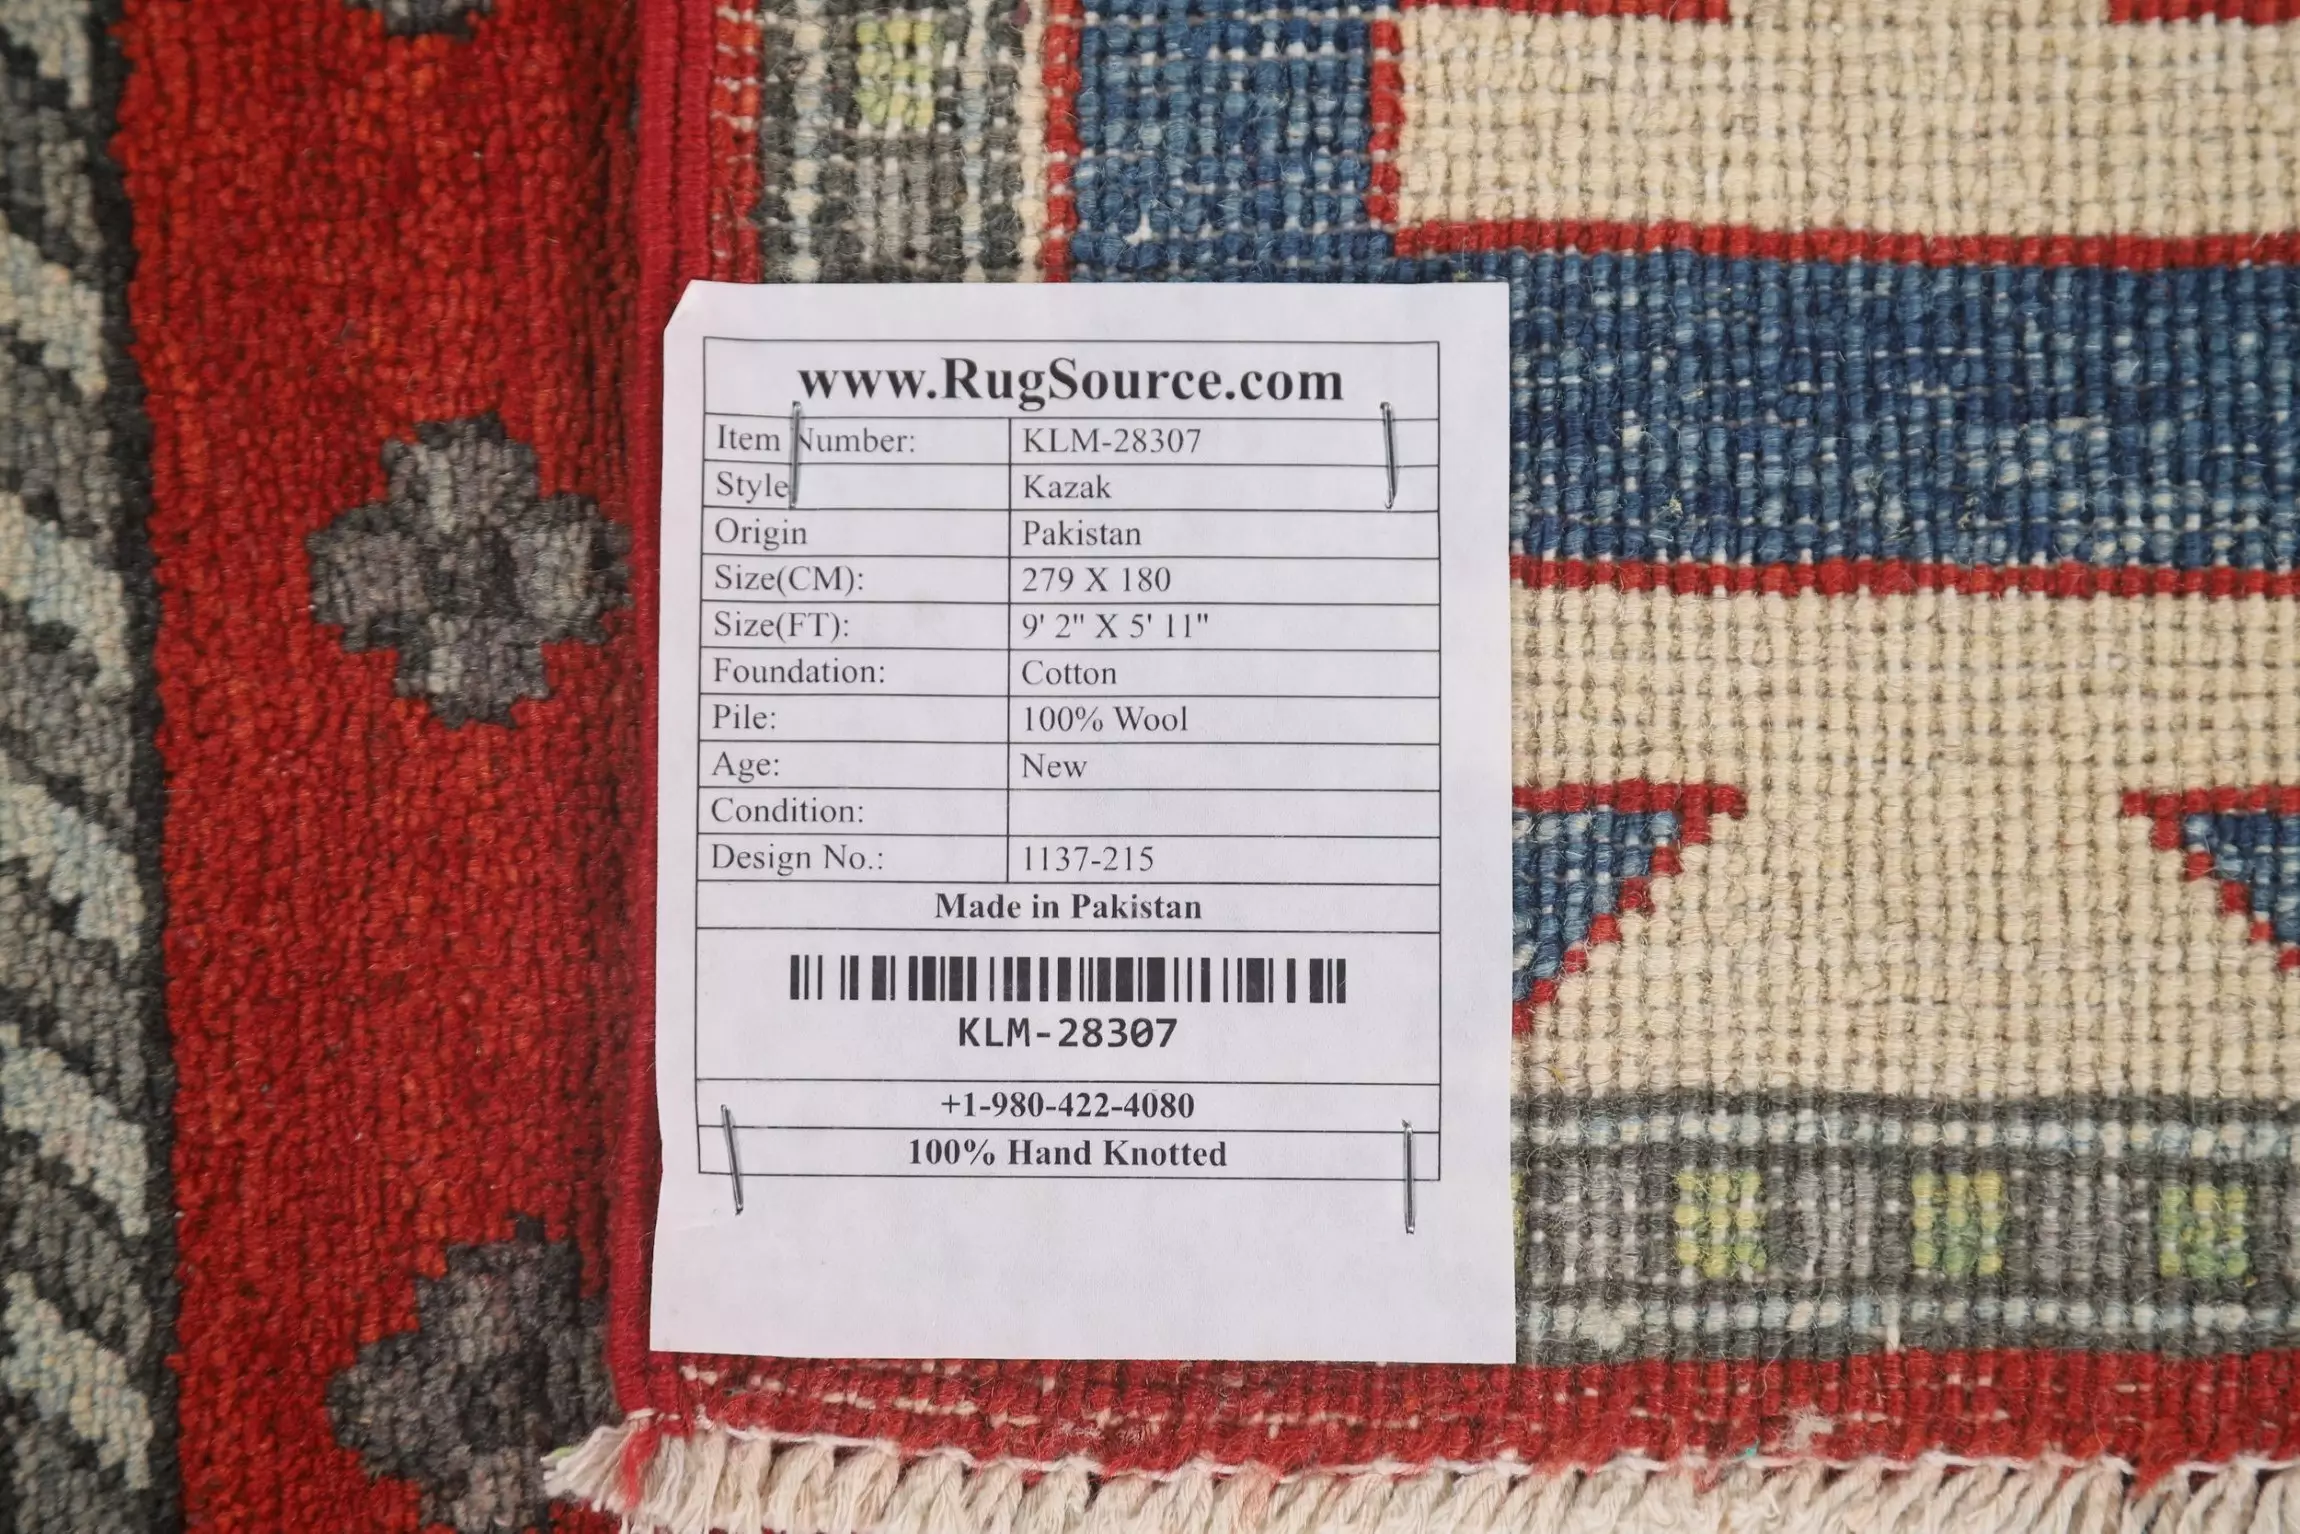 www.RugSource.com
Item Number: KLM-28307
Style Kazak
Origin Pakistan
Size(CM): 279 X 180
Size(FT): 9' 2" X 5' 11"
Foundation: Cotton
Pile: 100% Wool
Age: New
Condition:
Design No.: 1137-215
Made in Pakistan
KLM-28307
+1-980-422-4080
100% Hand Knotted